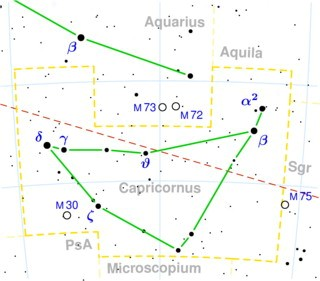 Aquarius
β
Aquila
α²
M 73
M 72
β
δ
γ
ϑ
Sgr
Capricornus
M 75
M 30
ζ
PsA
Microscopium